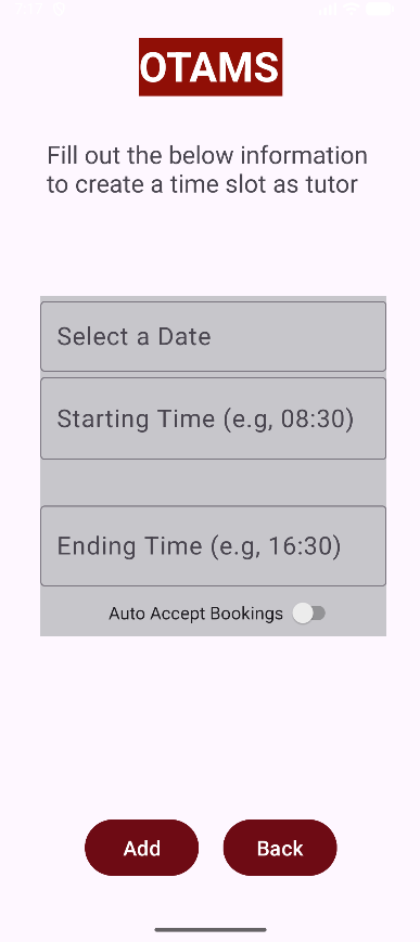 OTAMS
Fill out the below information
to create a time slot as tutor
Select a Date
Starting Time (e.g, 08:30)
Ending Time (e.g, 16:30)
Auto Accept Bookings
Add
Back